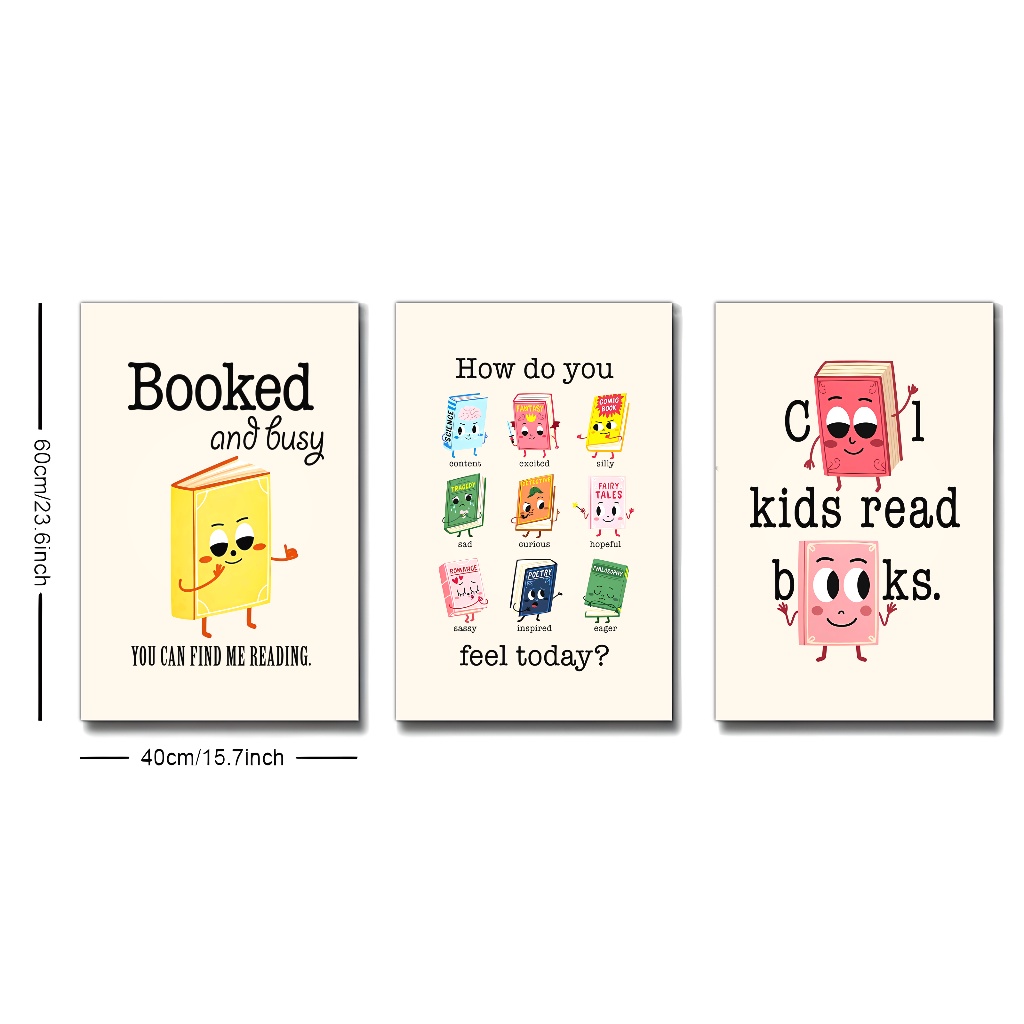 60cm/23.6inch
40cm/15.7inch
Booked
and busy
YOU CAN FIND ME READING.
How do you
SCIENCE
FANTASY
COMIC
BOOK
content excited silly
TRAGEDY
DETECTIVE
FAIRY
TALES
sad curious hopeful
ROMANCE
POETRY
PHILOSOPHY
sassy inspired eager
feel today?
C l
kids read
b ks.